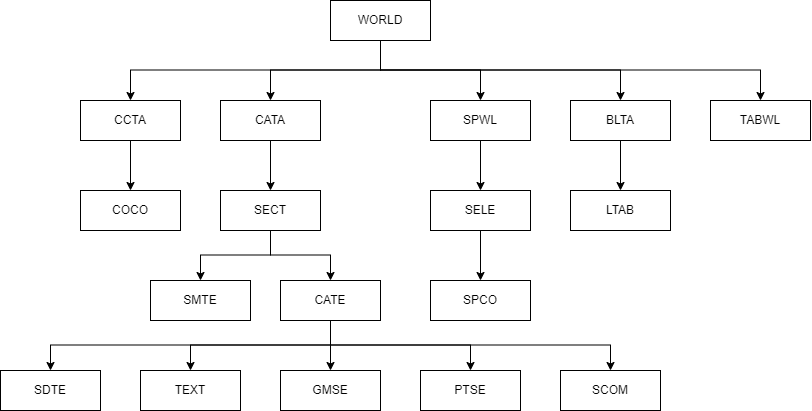 WORLD
CCTA
CATA
SPWL
BLTA
TABWL
COCO
SECT
SELE
LTAB
SMTE
CATE
SPCO
SDTE
TEXT
GMSE
PTSE
SCOM